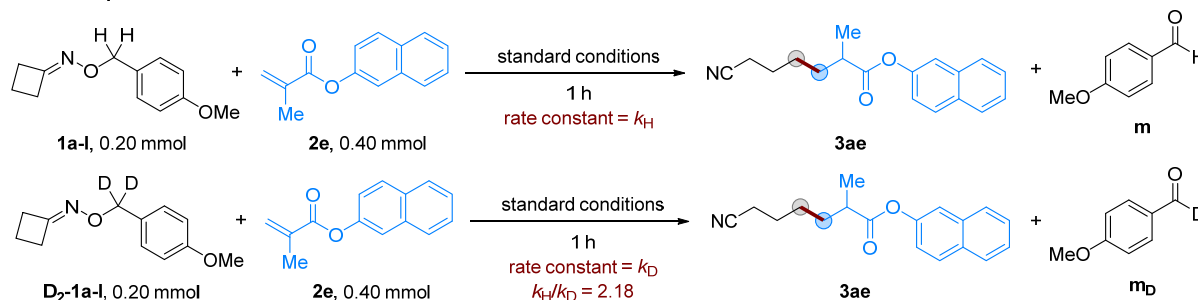 H H
N
O
OMe
+
O
O
Me
standard conditions
1 h
rate constant = kH
NC
Me
O
O
+
O
H
MeO
1a-I, 0.20 mmol
2e, 0.40 mmol
3ae
m
D D
N
O
OMe
+
O
O
Me
standard conditions
1 h
rate constant = kD
kH/kD = 2.18
NC
Me
O
O
+
O
D
MeO
D2-1a-I, 0.20 mmol
2e, 0.40 mmol
3ae
mD